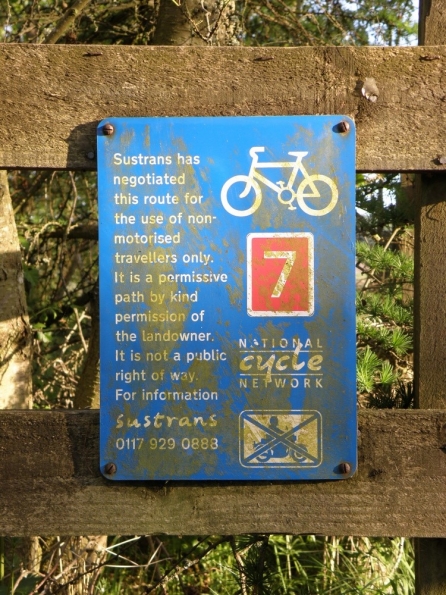 Sustrans has
negotiated
this route for
the use of non-
motorised
travellers only.
It is a permissive
path by kind
permission of
the landowner.
It is not a public
right of way.
For information
sustrans
0117 929 0888
7
NATIONAL
cycle
NETWORK